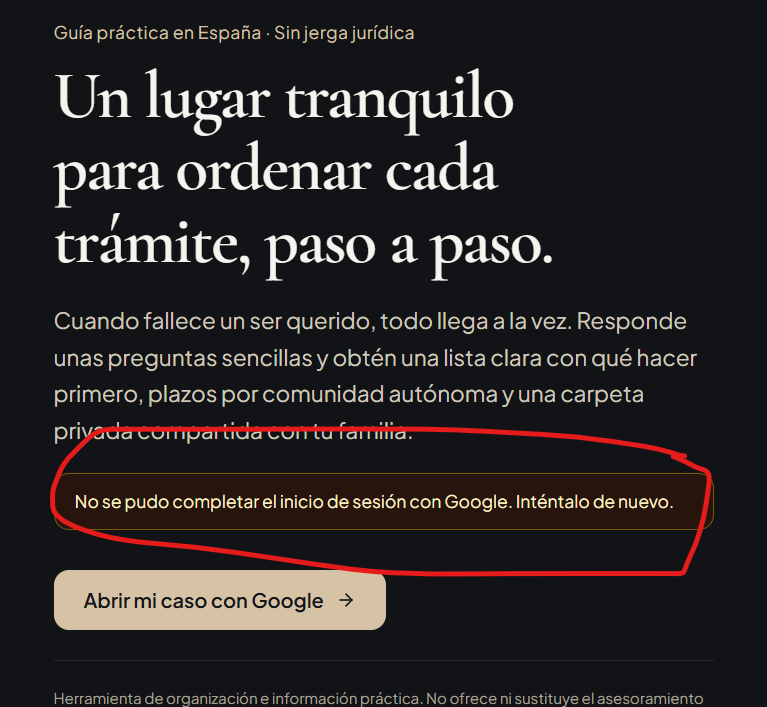 Guía práctica en España · Sin jerga jurídica
Un lugar tranquilo
para ordenar cada
trámite, paso a paso.
Cuando fallece un ser querido, todo llega a la vez. Responde
unas preguntas sencillas y obtén una lista clara con qué hacer
primero, plazos por comunidad autónoma y una carpeta
privada compartida con tu familia.
No se pudo completar el inicio de sesión con Google. Inténtalo de nuevo.
Abrir mi caso con Google →
Herramienta de organización e información práctica. No ofrece ni sustituye el asesoramiento